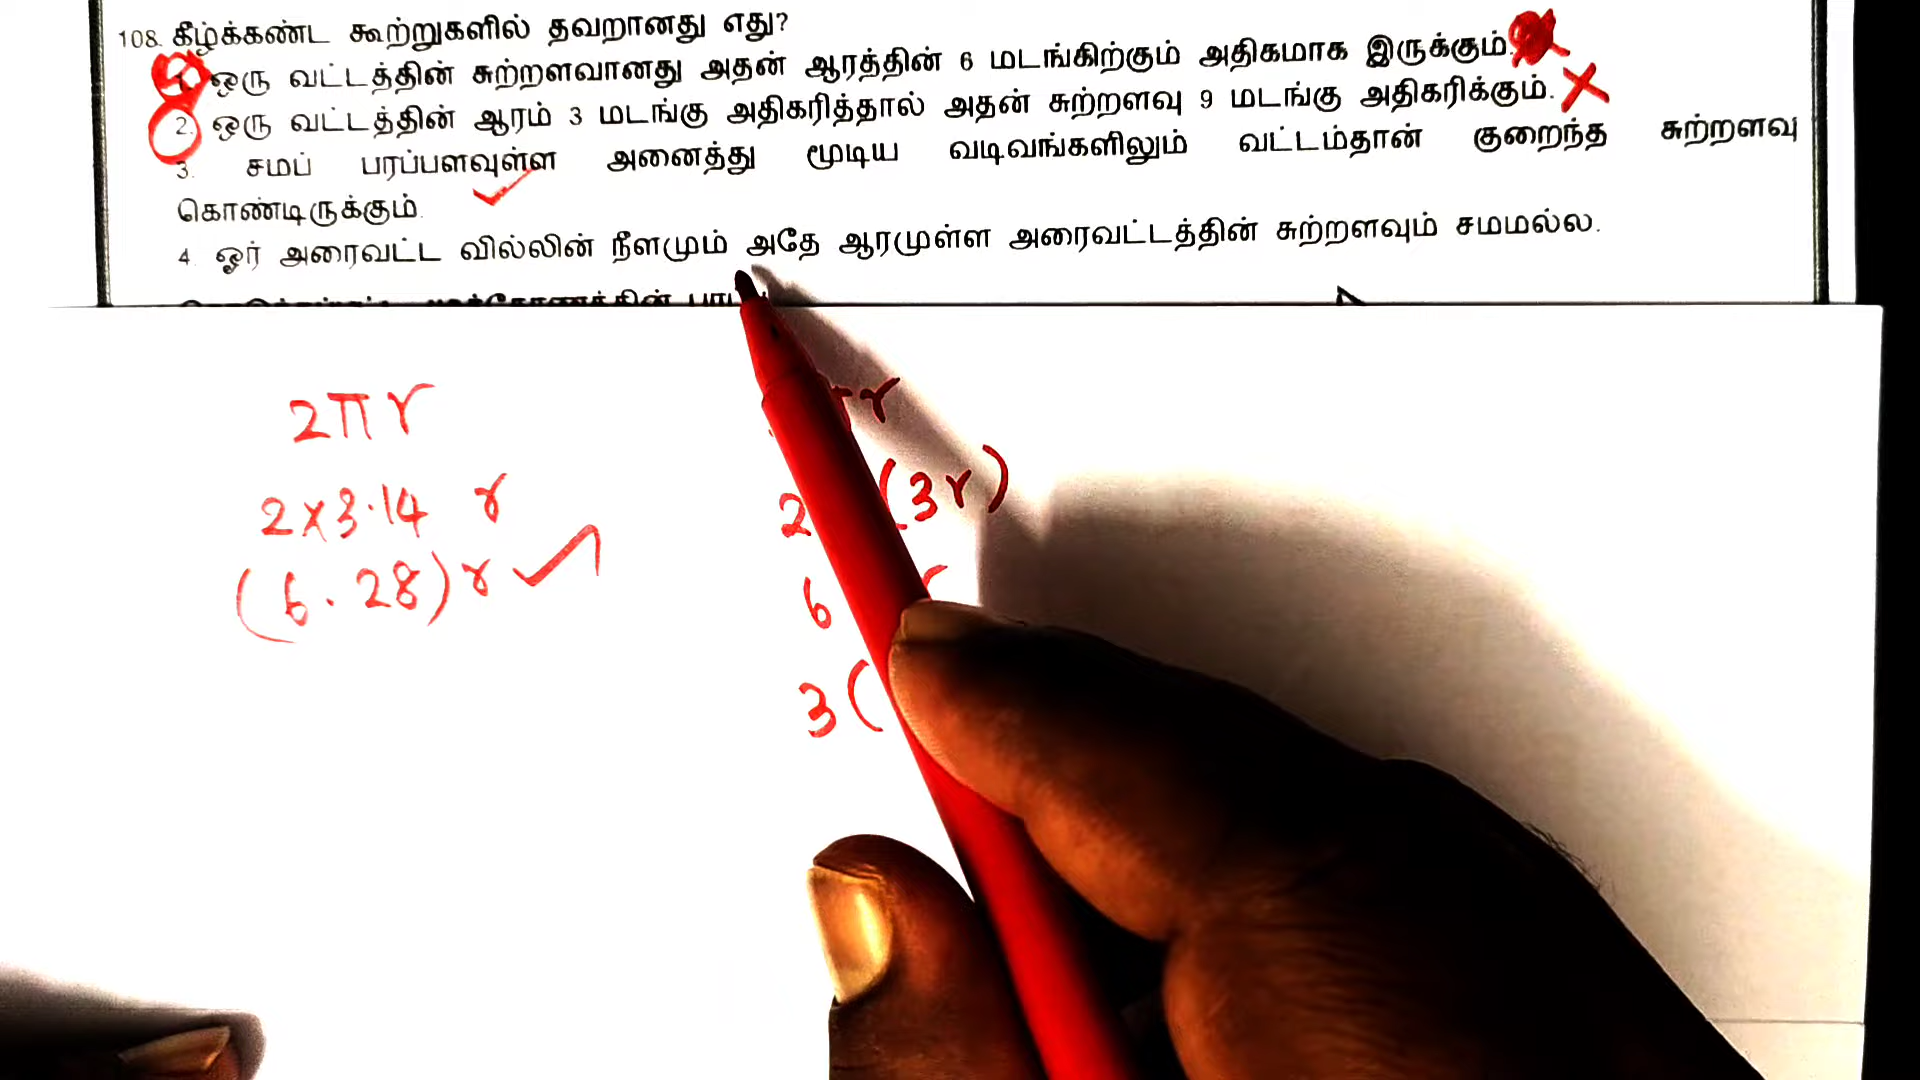 108. கீழ்க்கண்ட கூற்றுகளில் தவறானது எது?
1. ஒரு வட்டத்தின் சுற்றளவானது அதன் ஆரத்தின் 6 மடங்கிற்கும் அதிகமாக இருக்கும்.
2. ஒரு வட்டத்தின் ஆரம் 3 மடங்கு அதிகரித்தால் அதன் சுற்றளவு 9 மடங்கு அதிகரிக்கும்.
3. சமப் பரப்பளவுள்ள அனைத்து மூடிய வடிவங்களிலும் வட்டம்தான் குறைந்த சுற்றளவு
கொண்டிருக்கும்.
4. ஓர் அரைவட்ட வில்லின் நீளமும் அதே ஆரமுள்ள அரைவட்டத்தின் சுற்றளவும் சமமல்ல.
2πr
2×3.14 r
(6.28)r
2 (3r)
6 r
3(